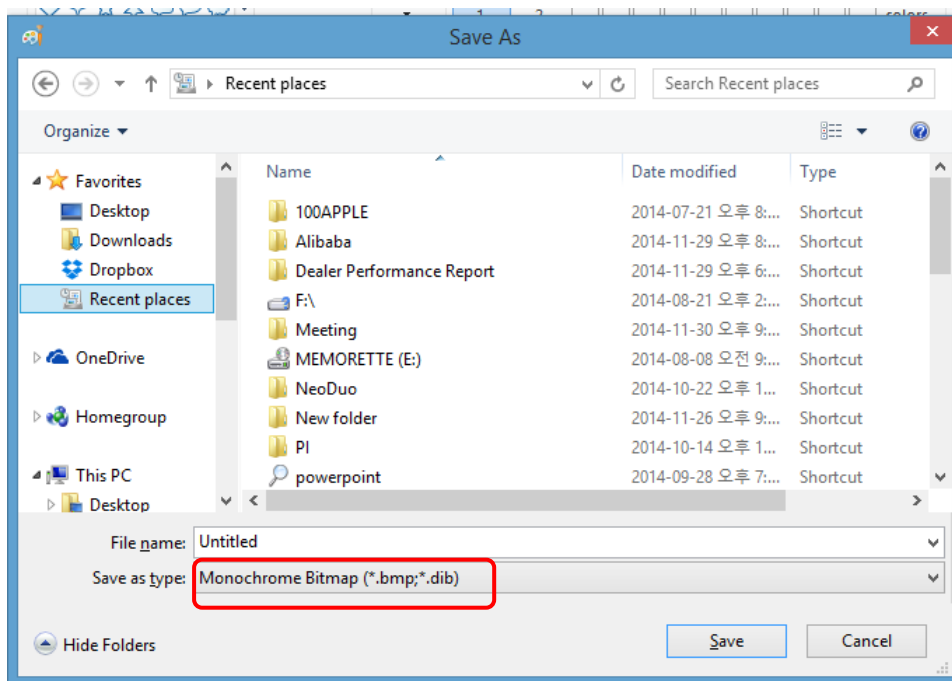 1 2 colors
Save As
Recent places Search Recent places
Organize
Name Date modified Type
Favorites
Desktop 100APPLE 2014-07-21 오후 8:... Shortcut
Downloads Alibaba 2014-11-29 오후 8:... Shortcut
Dropbox Dealer Performance Report 2014-11-29 오후 6:... Shortcut
Recent places F:\ 2014-08-21 오후 2:... Shortcut
Meeting 2014-11-30 오후 9:... Shortcut
OneDrive MEMORETTE (E:) 2014-08-08 오전 9:... Shortcut
NeoDuo 2014-10-22 오후 1... Shortcut
Homegroup New folder 2014-11-26 오후 9:... Shortcut
PI 2014-10-14 오후 1... Shortcut
This PC powerpoint 2014-09-28 오후 7:... Shortcut
Desktop
File name: Untitled
Save as type: Monochrome Bitmap (*.bmp;*.dib)
Hide Folders Save Cancel